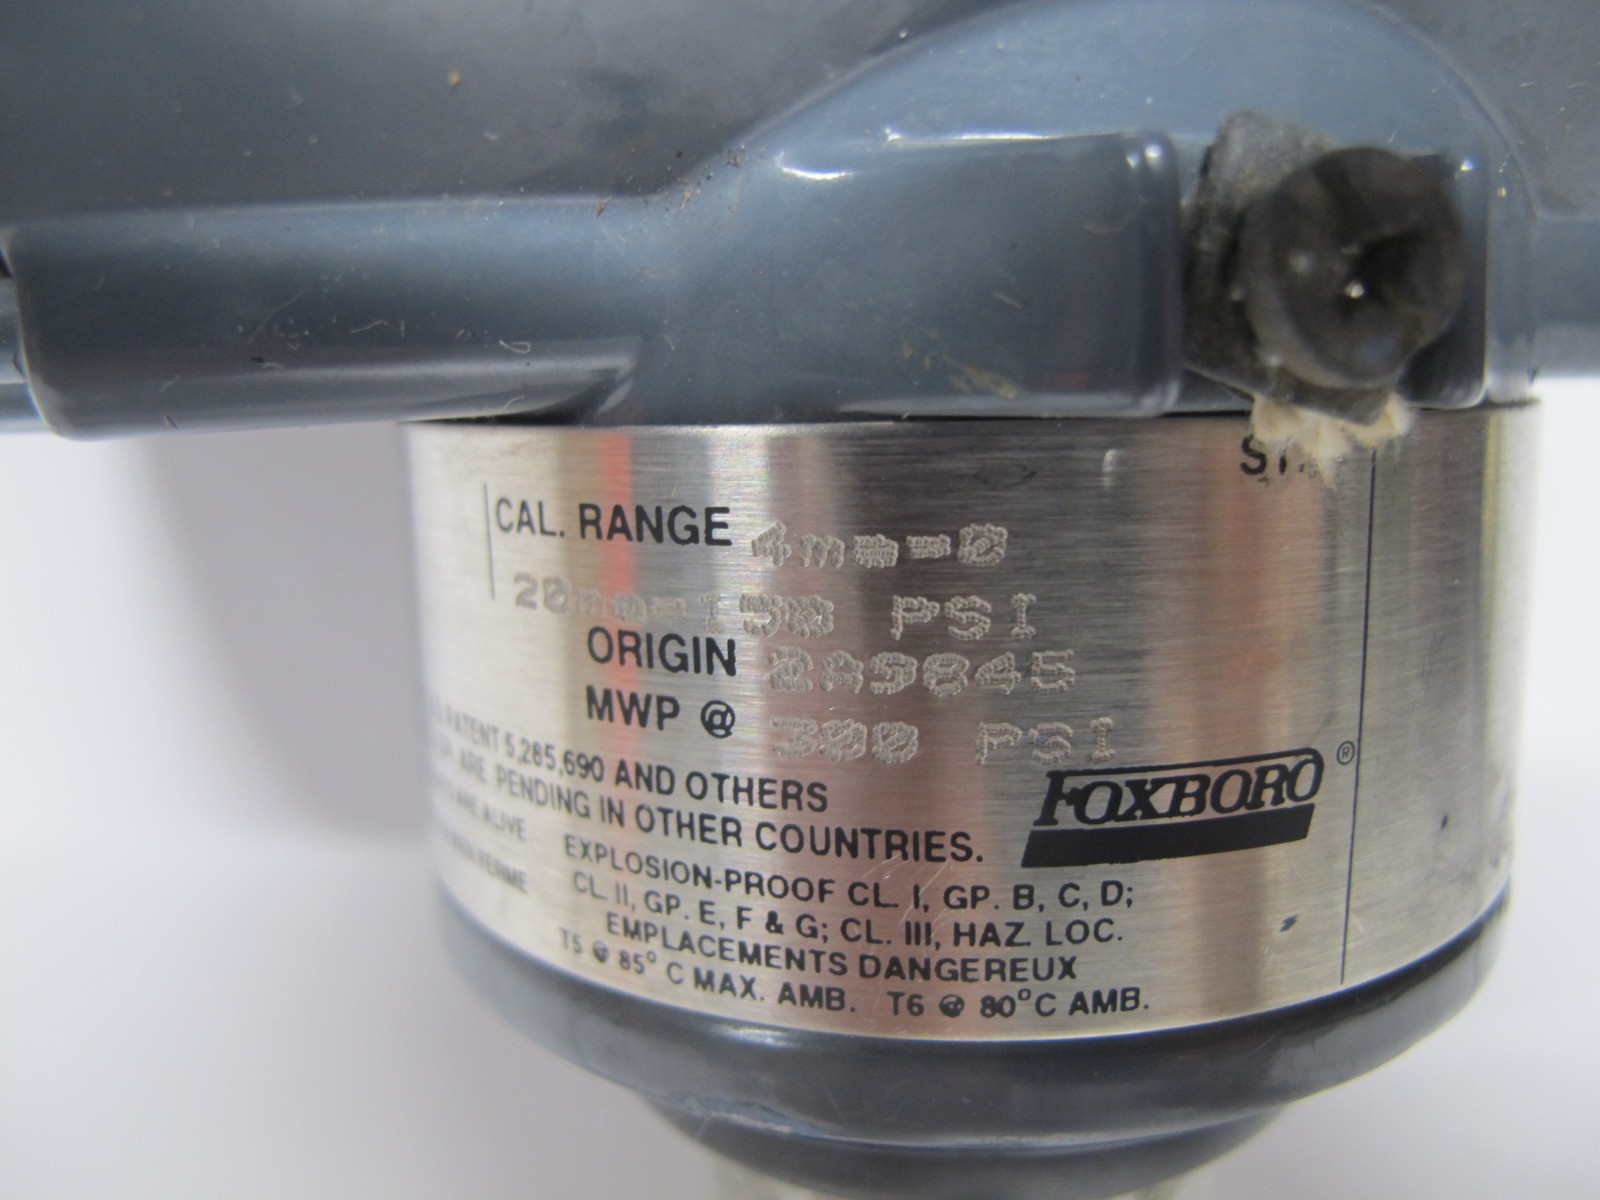 CAL. RANGE 4ma=0
20ma=150 PSI
ORIGIN 2A9845
MWP @ 300 PSI
PATENT 5,285,690 AND OTHERS
ARE PENDING IN OTHER COUNTRIES.
FOXBORO®
ALIVE
FERME
EXPLOSION-PROOF CL. I, GP. B, C, D;
CL. II, GP. E, F & G; CL. III, HAZ. LOC.
EMPLACEMENTS DANGEREUX
T5 @ 85° C MAX. AMB. T6 @ 80°C AMB.